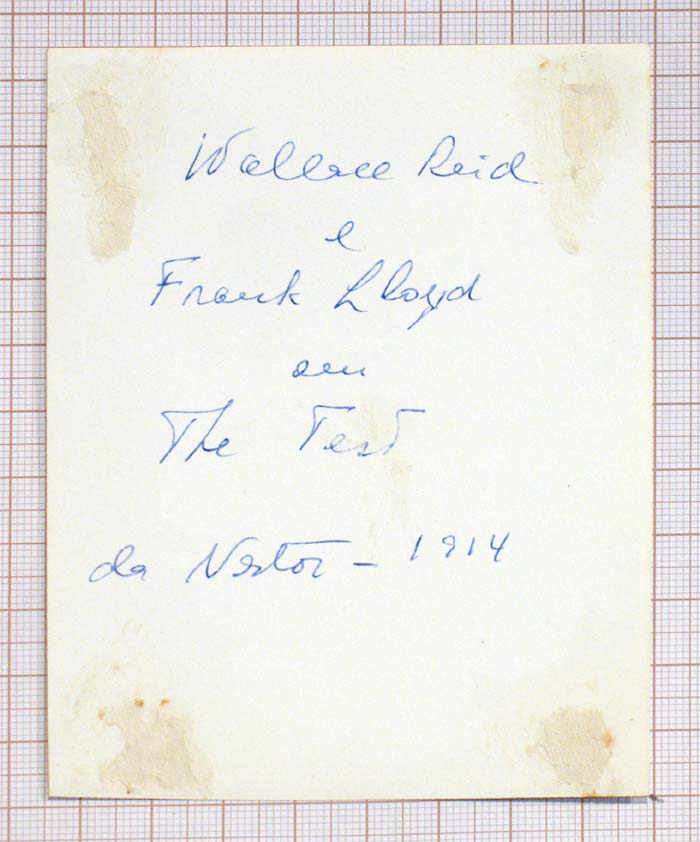 Wallace Reid
e
Frank Lloyd
em
The Test
da Nestor - 1914